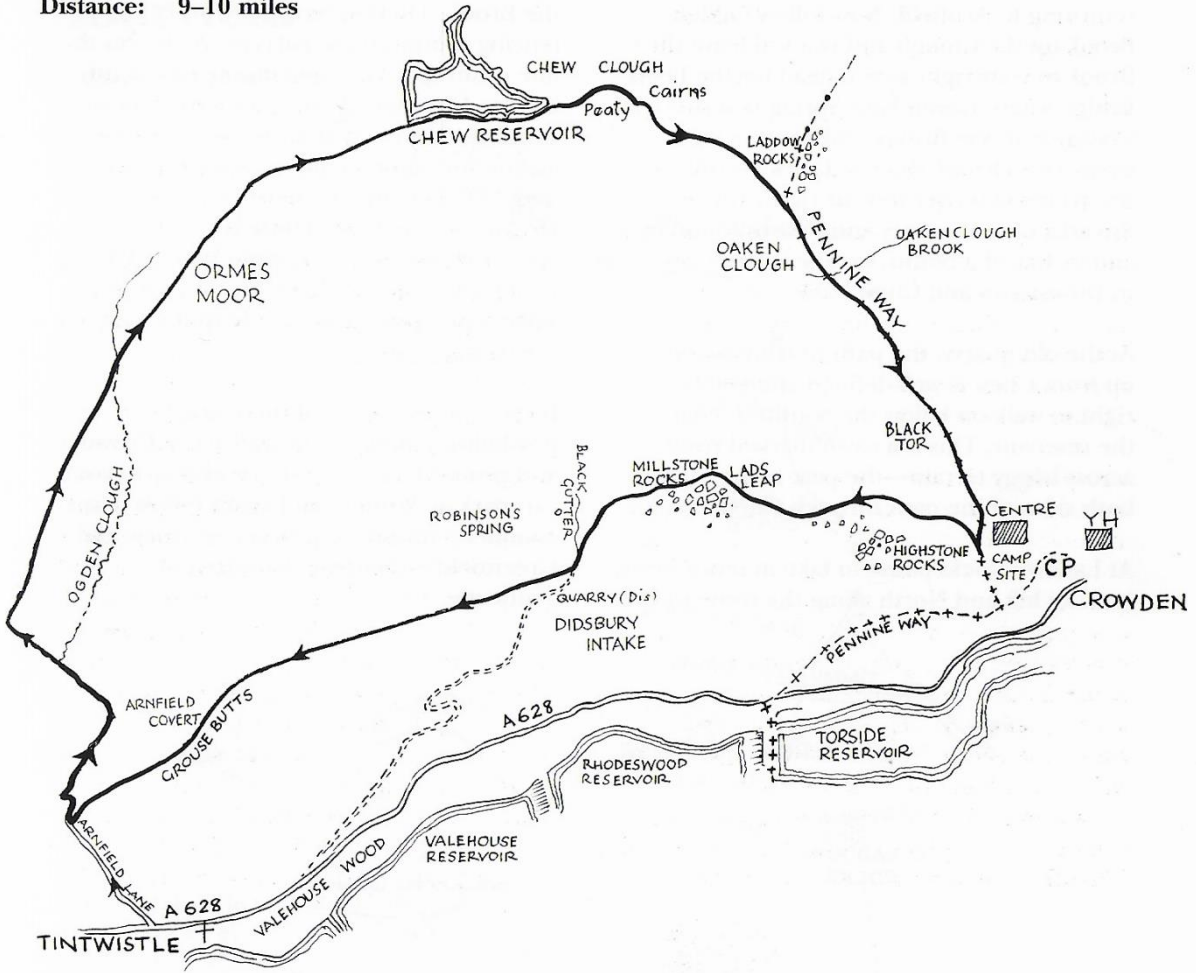 Distance: 9–10 miles
CHEW CLOUGH
Cairns
Peaty
CHEW RESERVOIR
LADDOW
ROCKS
PENNINE WAY
OAKEN CLOUGH
BROOK
OAKEN
CLOUGH
ORMES
MOOR
BLACK
TOR
OGDEN CLOUGH
BLACK
GUTTER
MILLSTONE
ROCKS
LADS
LEAP
ROBINSON'S
SPRING
CENTRE
YH
HIGHSTONE
ROCKS
CAMP
SITE
CP
CROWDEN
QUARRY (Dis)
DIDSBURY
INTAKE
PENNINE WAY
ARNFIELD
COVERT
GROUSE BUTTS
A628
TORSIDE
RESERVOIR
RHODESWOOD
RESERVOIR
VALEHOUSE
RESERVOIR
ARNFIELD LANE
VALEHOUSE WOOD
A628
TINTWISTLE